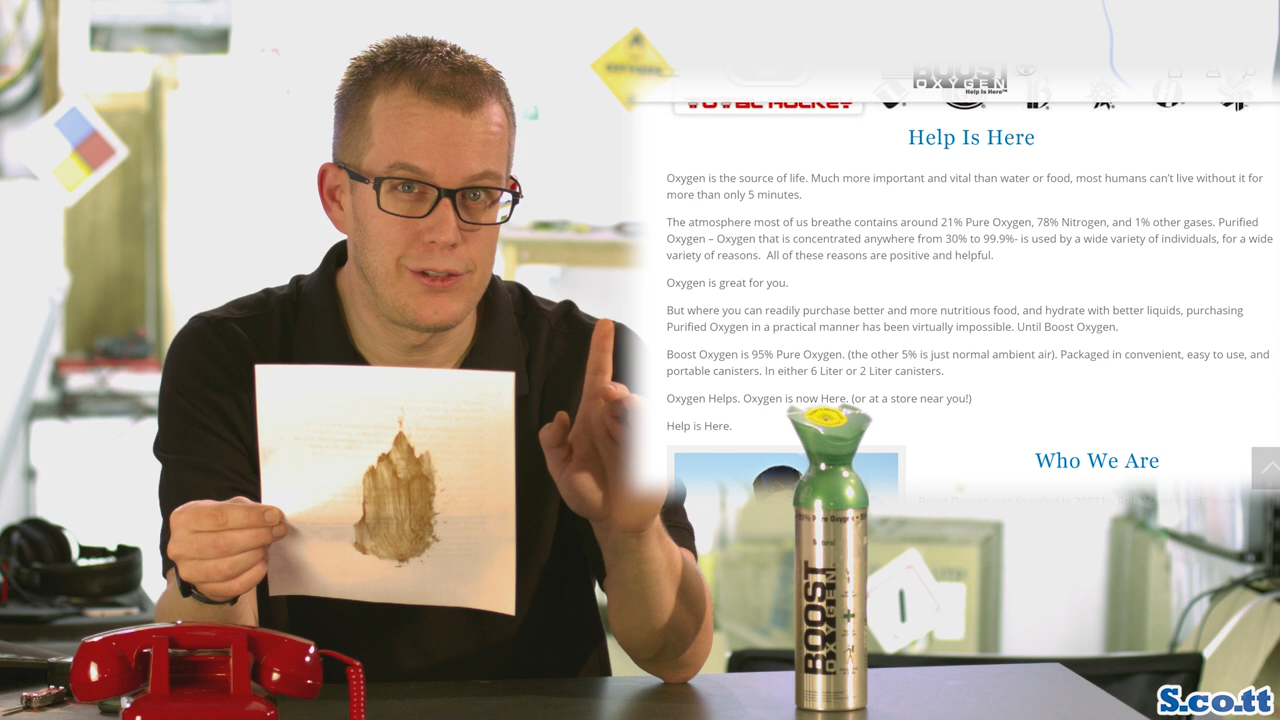 BOOST
OXYGEN
Help Is Here™
Help Is Here
Oxygen is the source of life. Much more important and vital than water or food, most humans can't live without it for
more than only 5 minutes.
The atmosphere most of us breathe contains around 21% Pure Oxygen, 78% Nitrogen, and 1% other gases. Purified
Oxygen – Oxygen that is concentrated anywhere from 30% to 99.9%- is used by a wide variety of individuals, for a wide
variety of reasons.  All of these reasons are positive and helpful.
Oxygen is great for you.
But where you can readily purchase better and more nutritious food, and hydrate with better liquids, purchasing
Purified Oxygen in a practical manner has been virtually impossible. Until Boost Oxygen.
Boost Oxygen is 95% Pure Oxygen. (the other 5% is just normal ambient air). Packaged in convenient, easy to use, and
portable canisters. In either 6 Liter or 2 Liter canisters.
Oxygen Helps. Oxygen is now Here. (or at a store near you!)
Help is Here.
Who We Are
Natural
BOOST
OXYGEN
S.co.tt